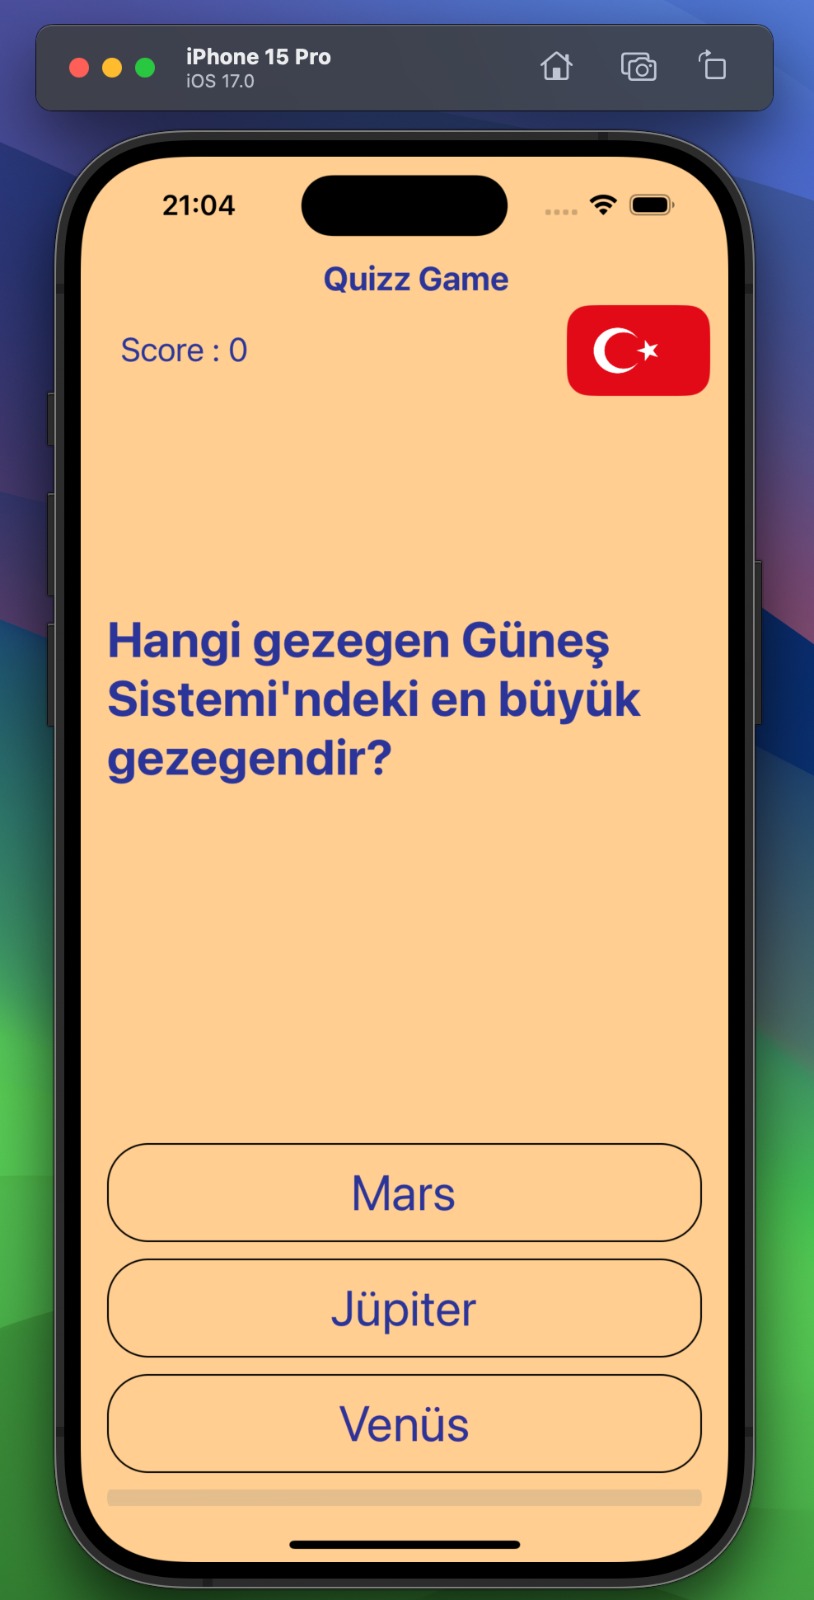 iPhone 15 Pro
iOS 17.0
21:04
Quizz Game
Score : 0
Hangi gezegen Güneş
Sistemi'ndeki en büyük
gezegendir?
Mars
Jüpiter
Venüs